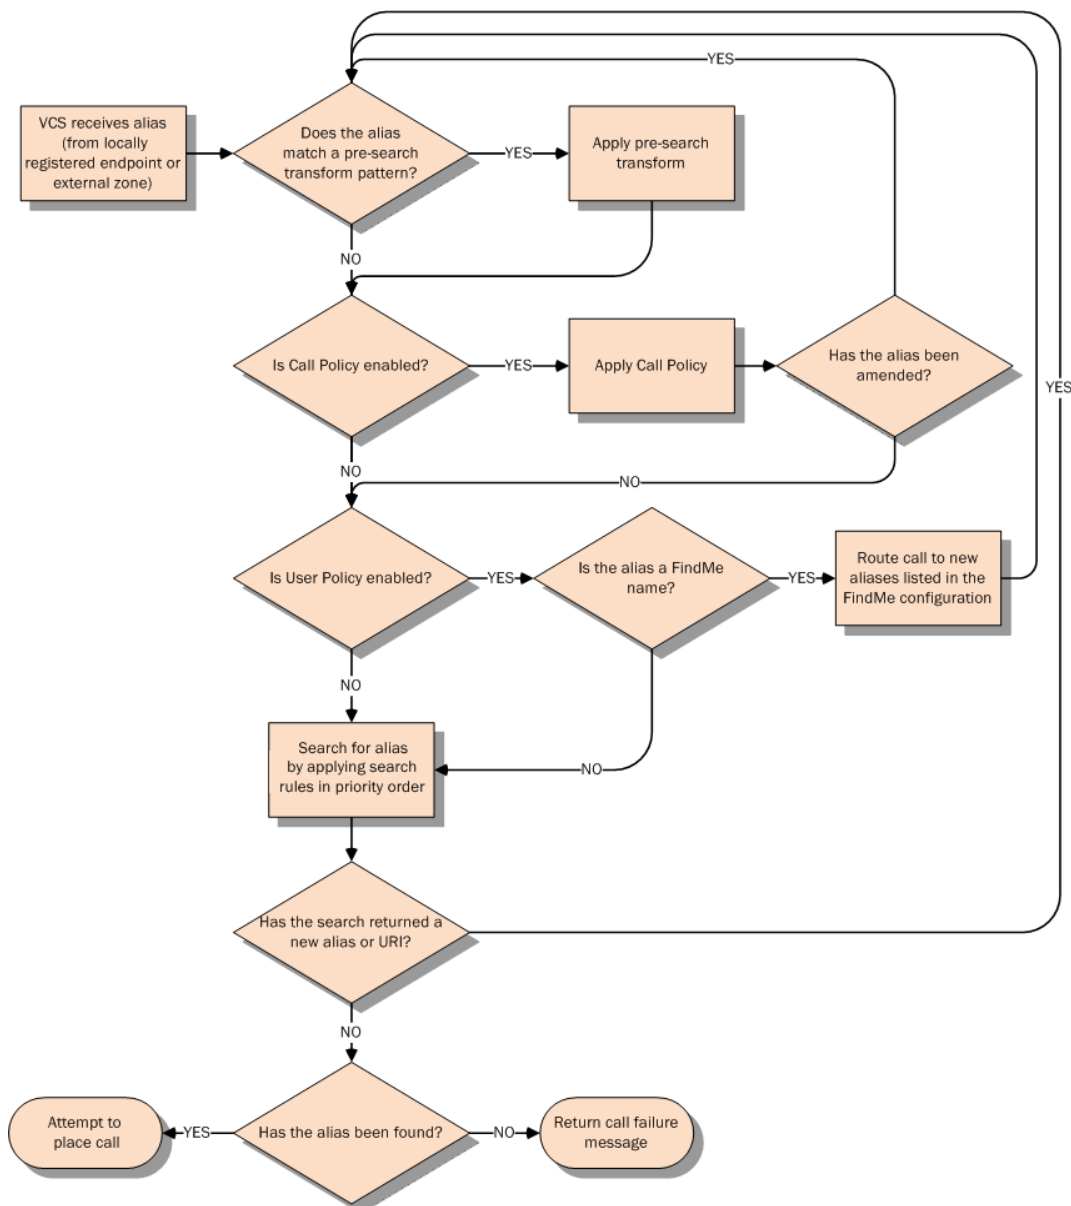 YES
VCS receives alias
(from locally
registered endpoint or
external zone)
Does the alias
match a pre-search
transform pattern?
YES
Apply pre-search
transform
NO
Is Call Policy enabled?
YES
Apply Call Policy
Has the alias been
amended?
YES
NO
NO
Is User Policy enabled?
YES
Is the alias a FindMe
name?
YES
Route call to new
aliases listed in the
FindMe configuration
NO
Search for alias
by applying search
rules in priority order
NO
Has the search returned a
new alias or URI?
NO
Attempt to
place call
YES
Has the alias been found?
NO
Return call failure
message